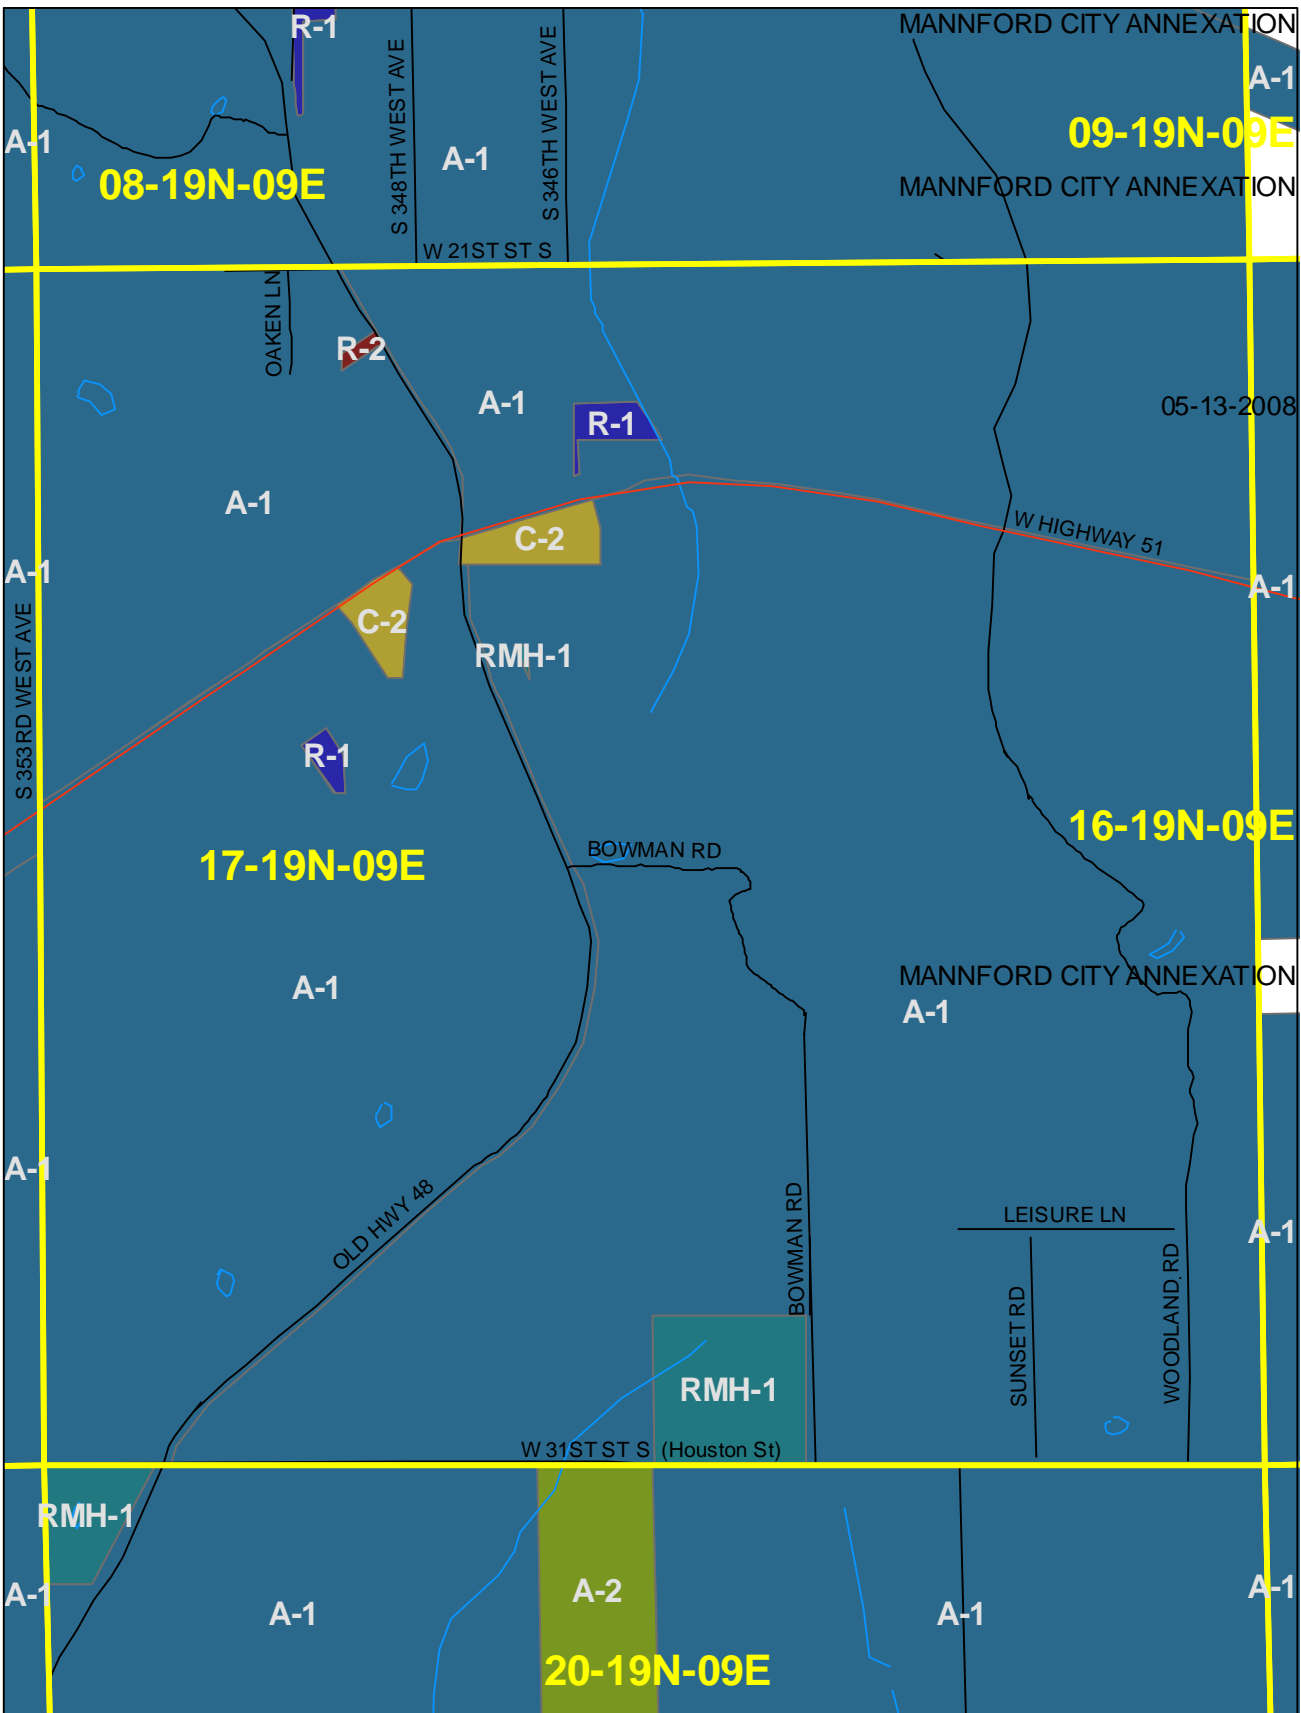 R-1
MANNFORD CITY ANNEXATION
S 348TH WEST AVE
S 346TH WEST AVE
A-1
09-19N-09E
A-1
A-1
08-19N-09E
MANNFORD CITY ANNEXATION
W 21ST ST S
OAKEN LN
R-2
A-1
R-1
05-13-2008
A-1
C-2
W HIGHWAY 51
A-1
A-1
C-2
RMH-1
S 353RD WEST AVE
R-1
16-19N-09E
BOWMAN RD
17-19N-09E
MANNFORD CITY ANNEXATION
A-1
A-1
A-1
OLD HWY 48
BOWMAN RD
LEISURE LN
A-1
SUNSET RD
WOODLAND RD
RMH-1
W 31ST ST S (Houston St)
RMH-1
A-1
A-1
A-2
A-1
A-1
20-19N-09E